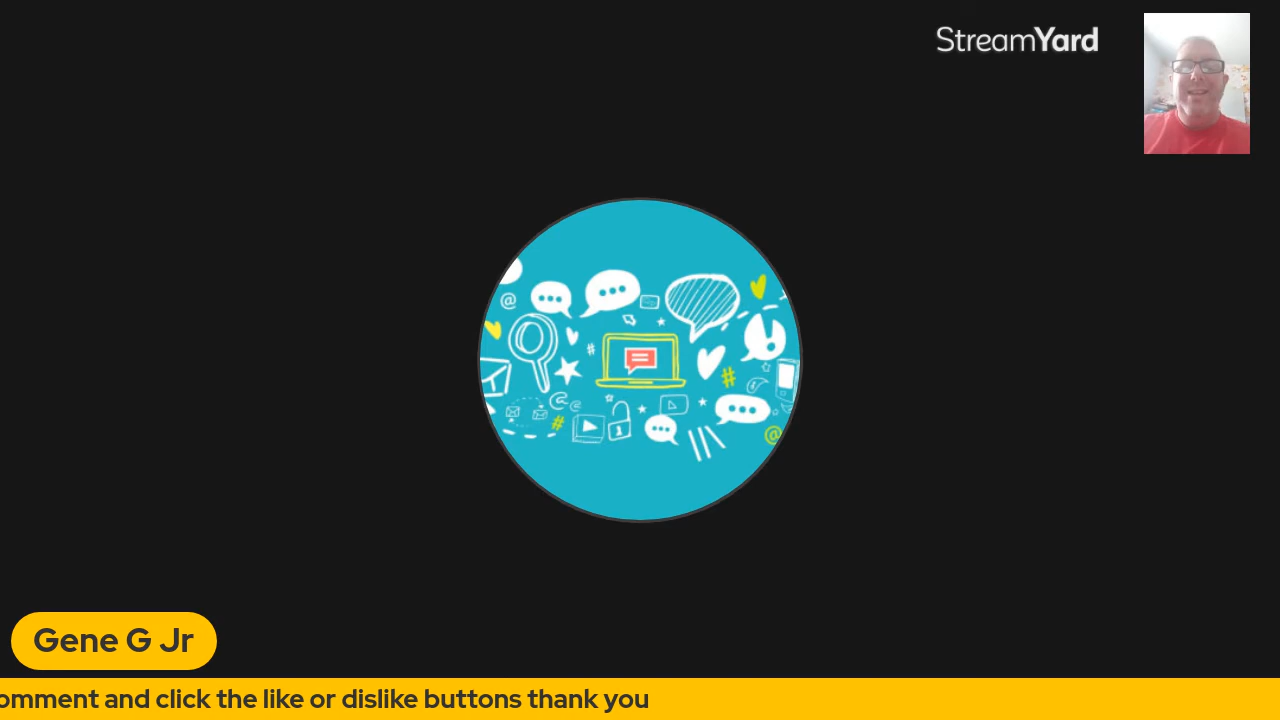 StreamYard
Gene G Jr
omment and click the like or dislike buttons thank you